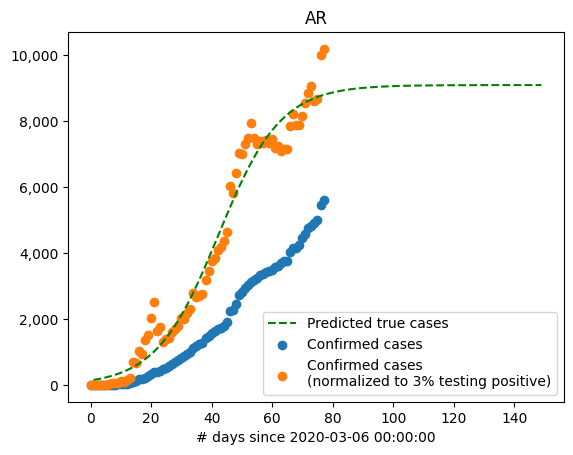 AR
10,000
8,000
6,000
4,000
2,000
0
Predicted true cases
Confirmed cases
Confirmed cases
(normalized to 3% testing positive)
0 20 40 60 80 100 120 140
# days since 2020-03-06 00:00:00